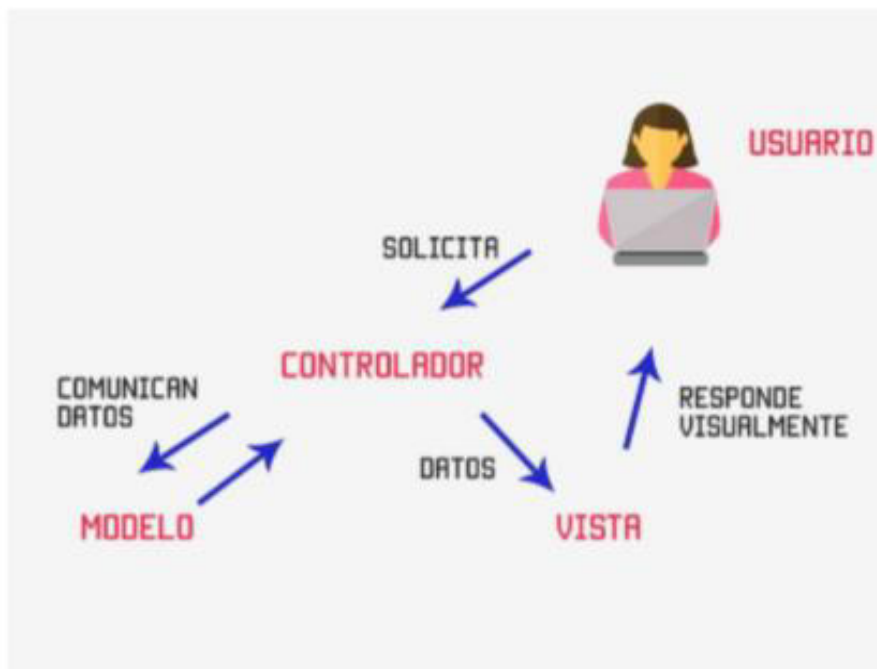 USUARIO
SOLICITA
CONTROLADOR
COMUNICAN
DATOS
RESPONDE
VISUALMENTE
DATOS
MODELO
VISTA